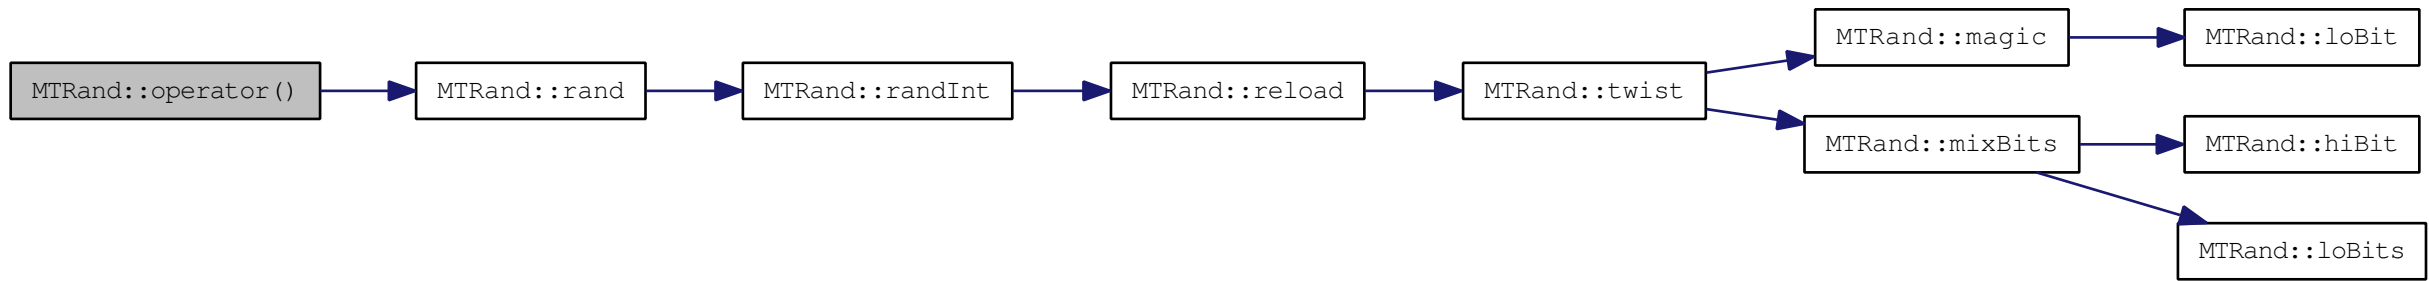 MTRand::operator()
MTRand::rand
MTRand::randInt
MTRand::reload
MTRand::twist
MTRand::magic
MTRand::loBit
MTRand::mixBits
MTRand::hiBit
MTRand::loBits